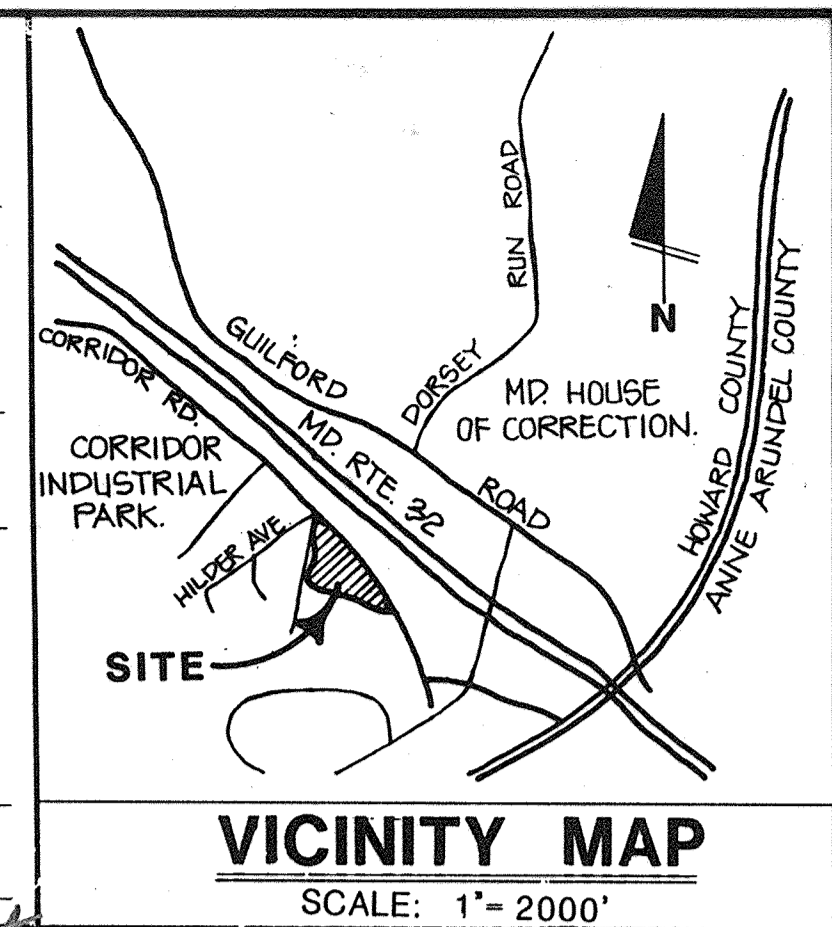 RUN ROAD
N
GUILFORD
CORRIDOR RD.
DORSEY
MD. HOUSE
OF CORRECTION.
HOWARD COUNTY
ANNE ARUNDEL COUNTY
MD. RTE. 32
CORRIDOR
INDUSTRIAL
PARK.
ROAD
HILDER AVE.
SITE
VICINITY MAP
SCALE: 1"= 2000'